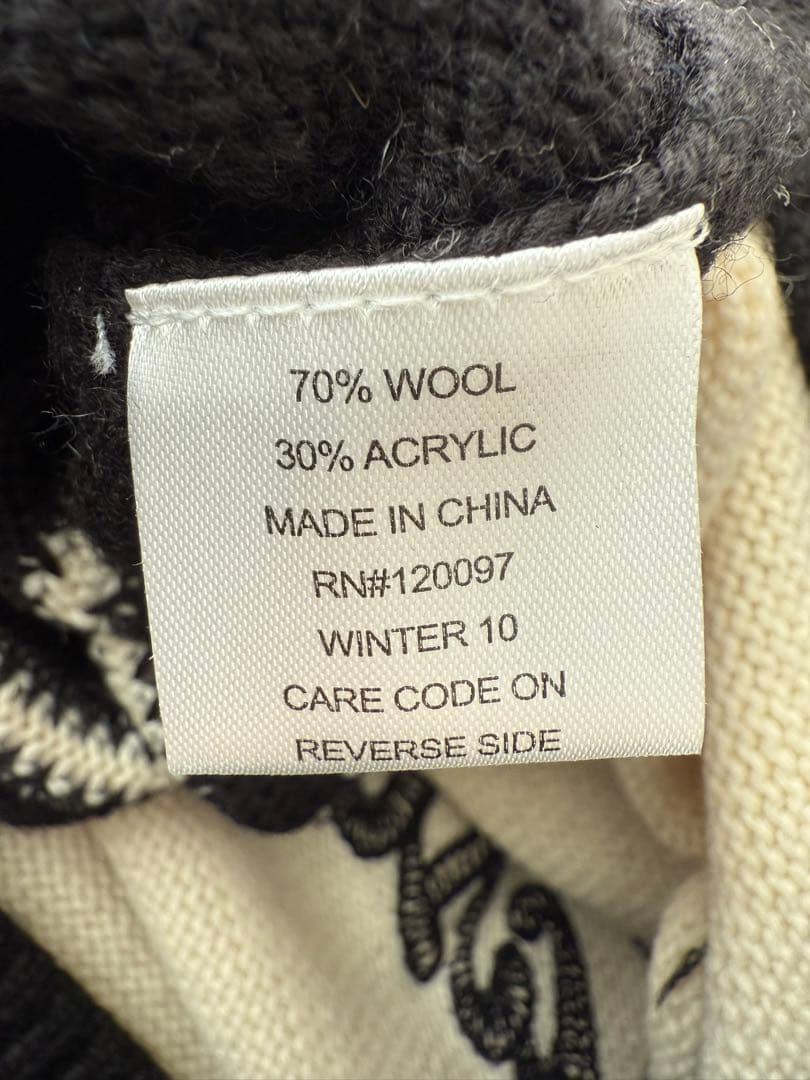 70% WOOL
30% ACRYLIC
MADE IN CHINA
RN#120097
WINTER 10
CARE CODE ON
REVERSE SIDE